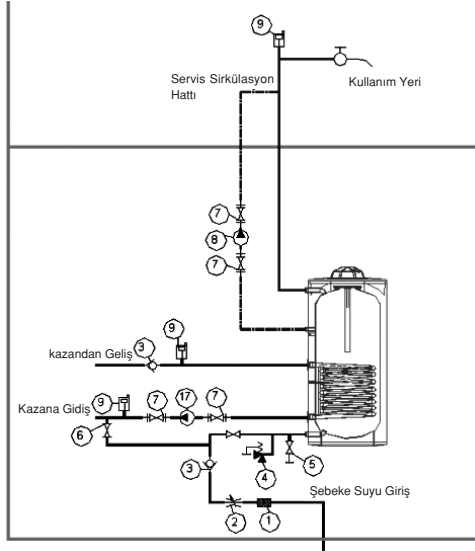 9
Servis Sirkülasyon
Hattı
Kullanım Yeri
7
8
7
9
3
kazandan Geliş
9
7
17
7
Kazana Gidiş
6
3
4
5
Şebeke Suyu Giriş
2
1